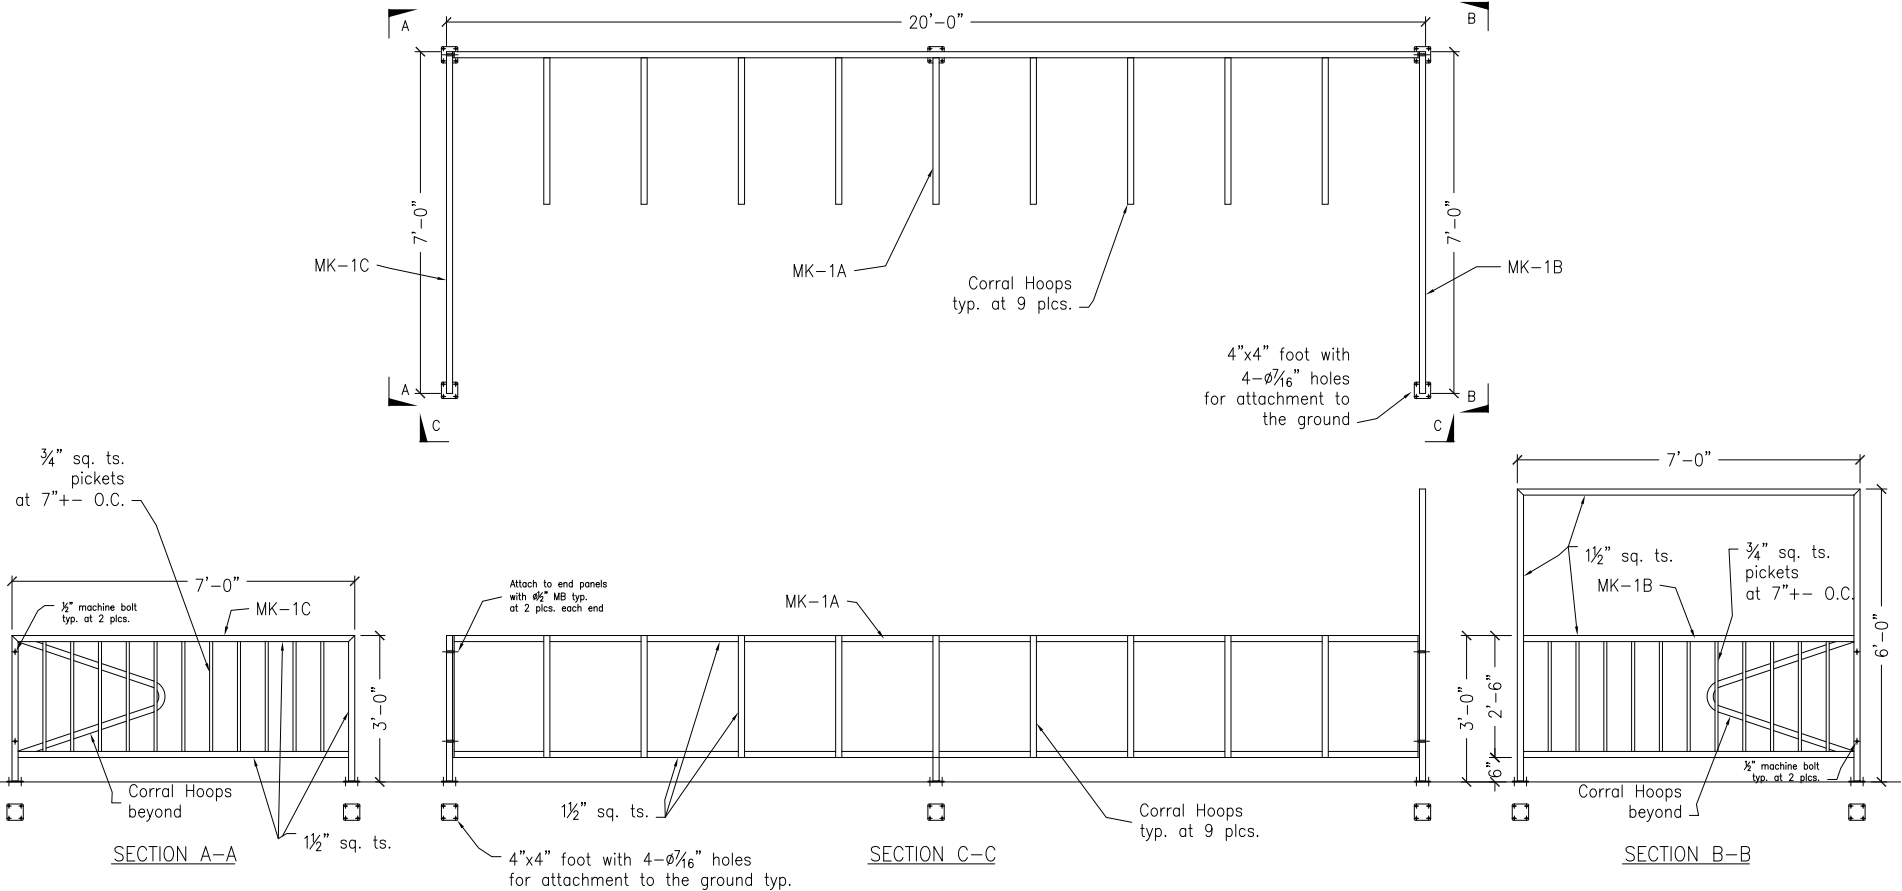 A
20'-0"
B
7'-0"
7'-0"
MK-1C
MK-1A
Corral Hoops
typ. at 9 plcs.
MK-1B
4"x4" foot with
4-ø7/16" holes
for attachment to
the ground
A
B
C
C
3/4" sq. ts.
pickets
at 7"+- O.C.
7'-0"
1/2" machine bolt
typ. at 2 plcs.
MK-1C
3'-0"
Corral Hoops
beyond
1 1/2" sq. ts.
SECTION A-A
Attach to end panels
with ø1/2" MB typ.
at 2 plcs. each end
MK-1A
1 1/2" sq. ts.
Corral Hoops
typ. at 9 plcs.
4"x4" foot with 4-ø7/16" holes
for attachment to the ground typ.
SECTION C-C
3'-0"
2'-6"
6"
7'-0"
1 1/2" sq. ts.
MK-1B
3/4" sq. ts.
pickets
at 7"+- O.C.
6'-0"
1/2" machine bolt
typ. at 2 plcs.
Corral Hoops
beyond
SECTION B-B